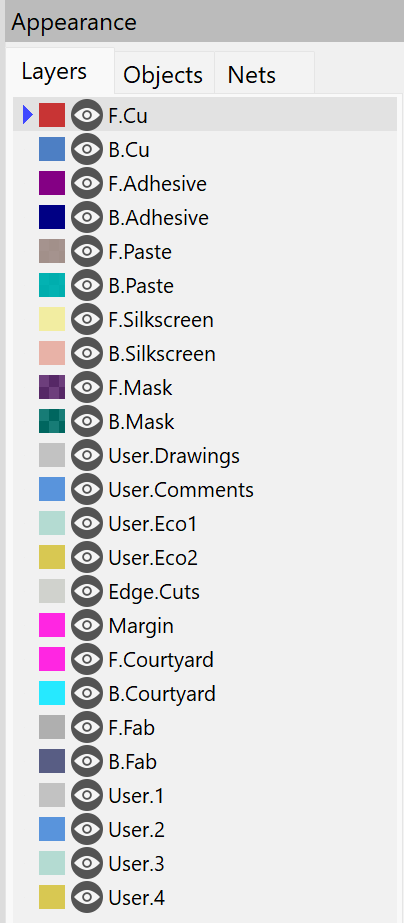 Appearance
Layers Objects Nets
F.Cu
B.Cu
F.Adhesive
B.Adhesive
F.Paste
B.Paste
F.Silkscreen
B.Silkscreen
F.Mask
B.Mask
User.Drawings
User.Comments
User.Eco1
User.Eco2
Edge.Cuts
Margin
F.Courtyard
B.Courtyard
F.Fab
B.Fab
User.1
User.2
User.3
User.4